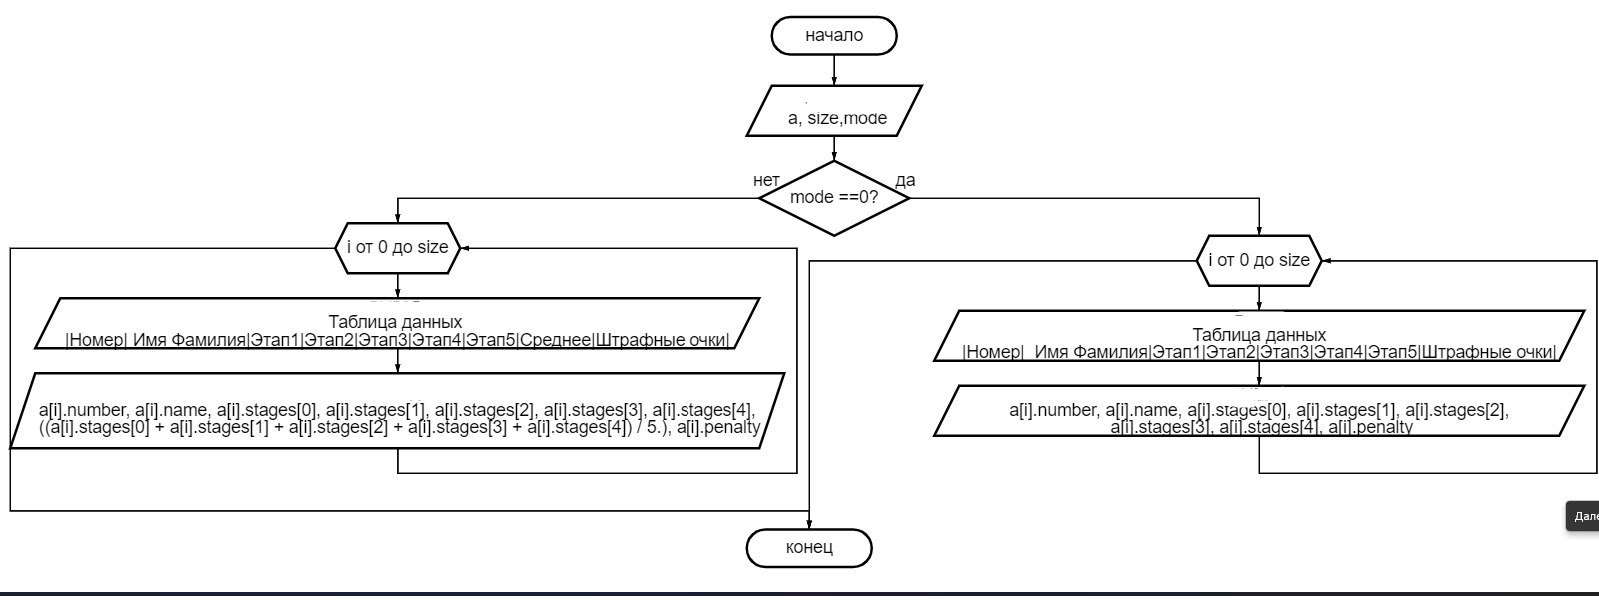 начало
a, size,mode
нет
да
mode ==0?
i от 0 до size
i от 0 до size
Таблица данных
|Номер| Имя Фамилия|Этап1|Этап2|Этап3|Этап4|Этап5|Среднее|Штрафные очки|
a[i].number, a[i].name, a[i].stages[0], a[i].stages[1], a[i].stages[2], a[i].stages[3], a[i].stages[4],
((a[i].stages[0] + a[i].stages[1] + a[i].stages[2] + a[i].stages[3] + a[i].stages[4]) / 5.), a[i].penalty
Таблица данных
|Номер| Имя Фамилия|Этап1|Этап2|Этап3|Этап4|Этап5|Штрафные очки|
a[i].number, a[i].name, a[i].stages[0], a[i].stages[1], a[i].stages[2],
a[i].stages[3], a[i].stages[4], a[i].penalty
конец